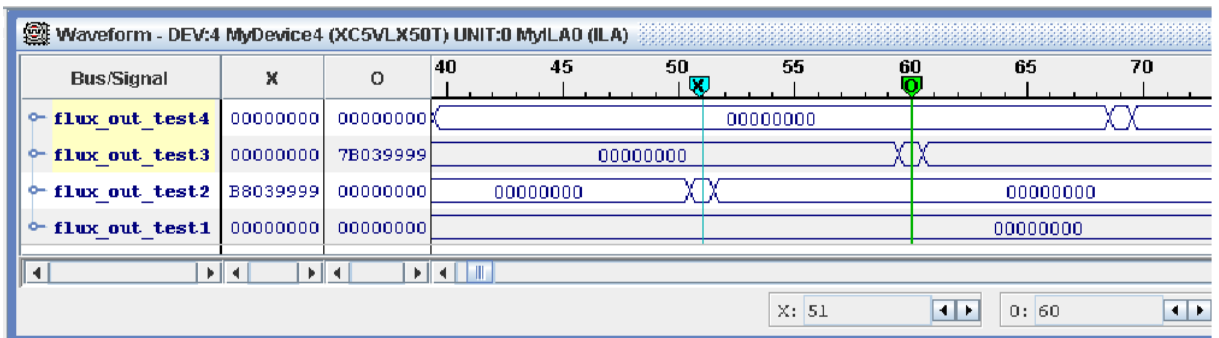 Waveform - DEV:4 MyDevice4 (XC5VLX50T) UNIT:0 MyILA0 (ILA)
Bus/Signal X O 40 45 50 55 60 65 70
X O
flux_out_test4 00000000 00000000 00000000
flux_out_test3 00000000 7B039999 00000000
flux_out_test2 B8039999 00000000 00000000 00000000
flux_out_test1 00000000 00000000 00000000
X: 51 O: 60